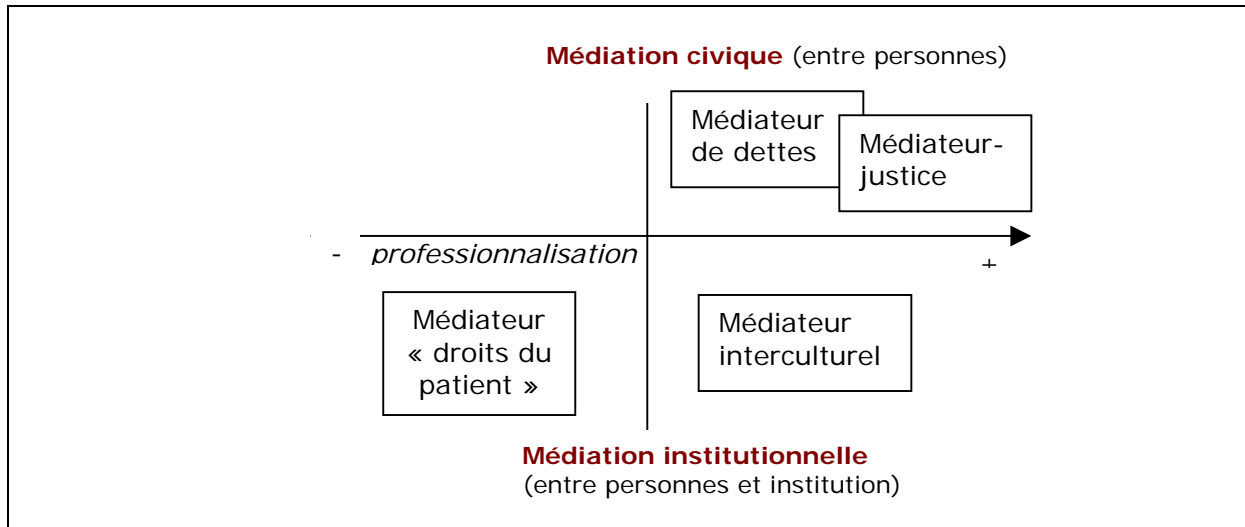 Médiation civique (entre personnes)
Médiateur
de dettes
Médiateur-
justice
- professionnalisation +
Médiateur
« droits du
patient »
Médiateur
interculturel
Médiation institutionnelle
(entre personnes et institution)